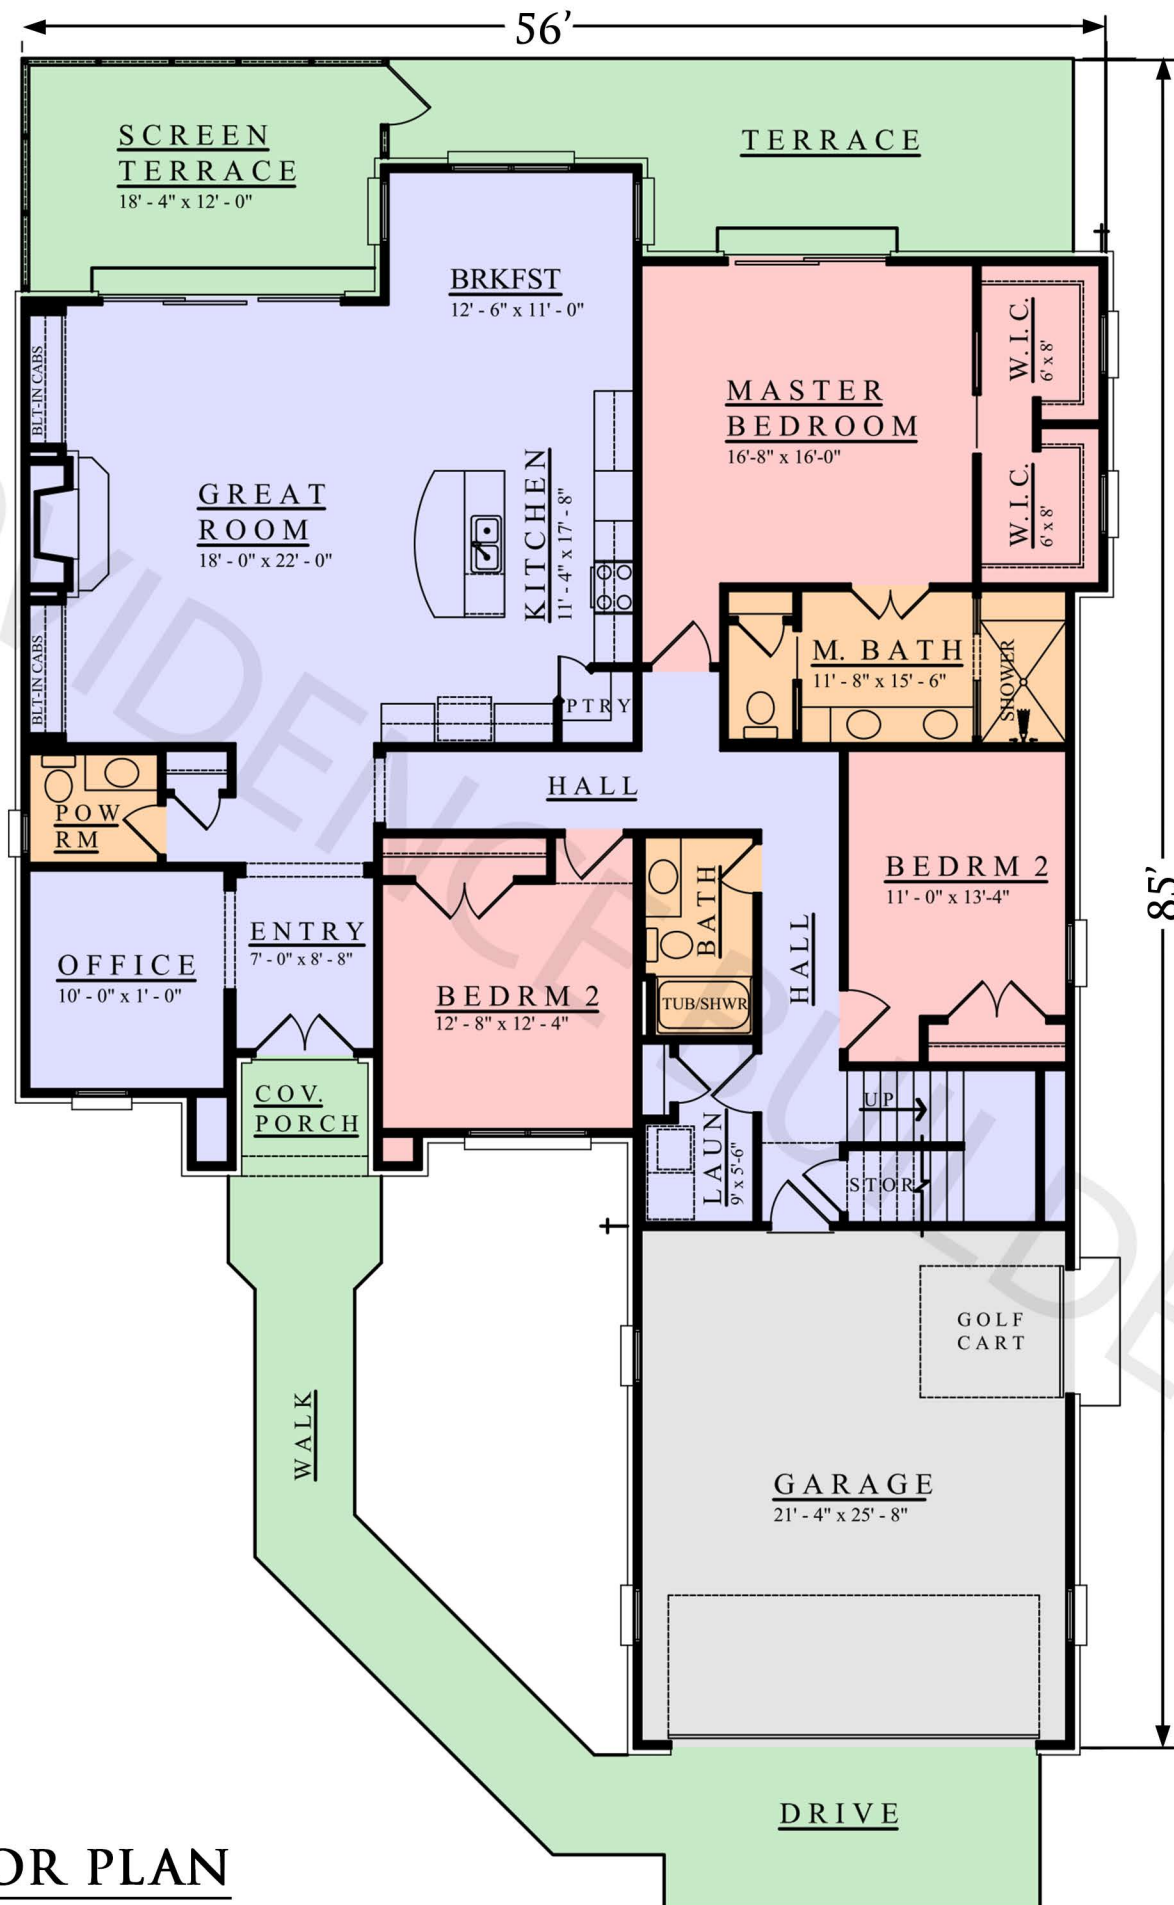 56'
SCREEN
TERRACE
18' - 4" x 12' - 0"
TERRACE
BRKFST
12' - 6" x 11' - 0"
BLT-IN CABS
W. I. C.
6' x 8'
MASTER
BEDROOM
16'-8" x 16'-0"
GREAT
ROOM
18' - 0" x 22' - 0"
KITCHEN
11' - 4" x 17' - 8"
W. I. C.
6' x 8'
BLT-IN CABS
M. BATH
11' - 8" x 15' - 6"
SHOWER
PTRY
HALL
POW
RM
BEDRM 2
11' - 0" x 13'-4"
85'
BATH
ENTRY
7' - 0" x 8' - 8"
HALL
OFFICE
10' - 0" x 1' - 0"
BEDRM 2
12' - 8" x 12' - 4"
TUB/SHWR
COV.
PORCH
UP
LAUN
9' x 5'-6"
STOR
GOLF
CART
WALK
GARAGE
21' - 4" x 25' - 8"
DRIVE
OR PLAN
VIDENCE BUILDE